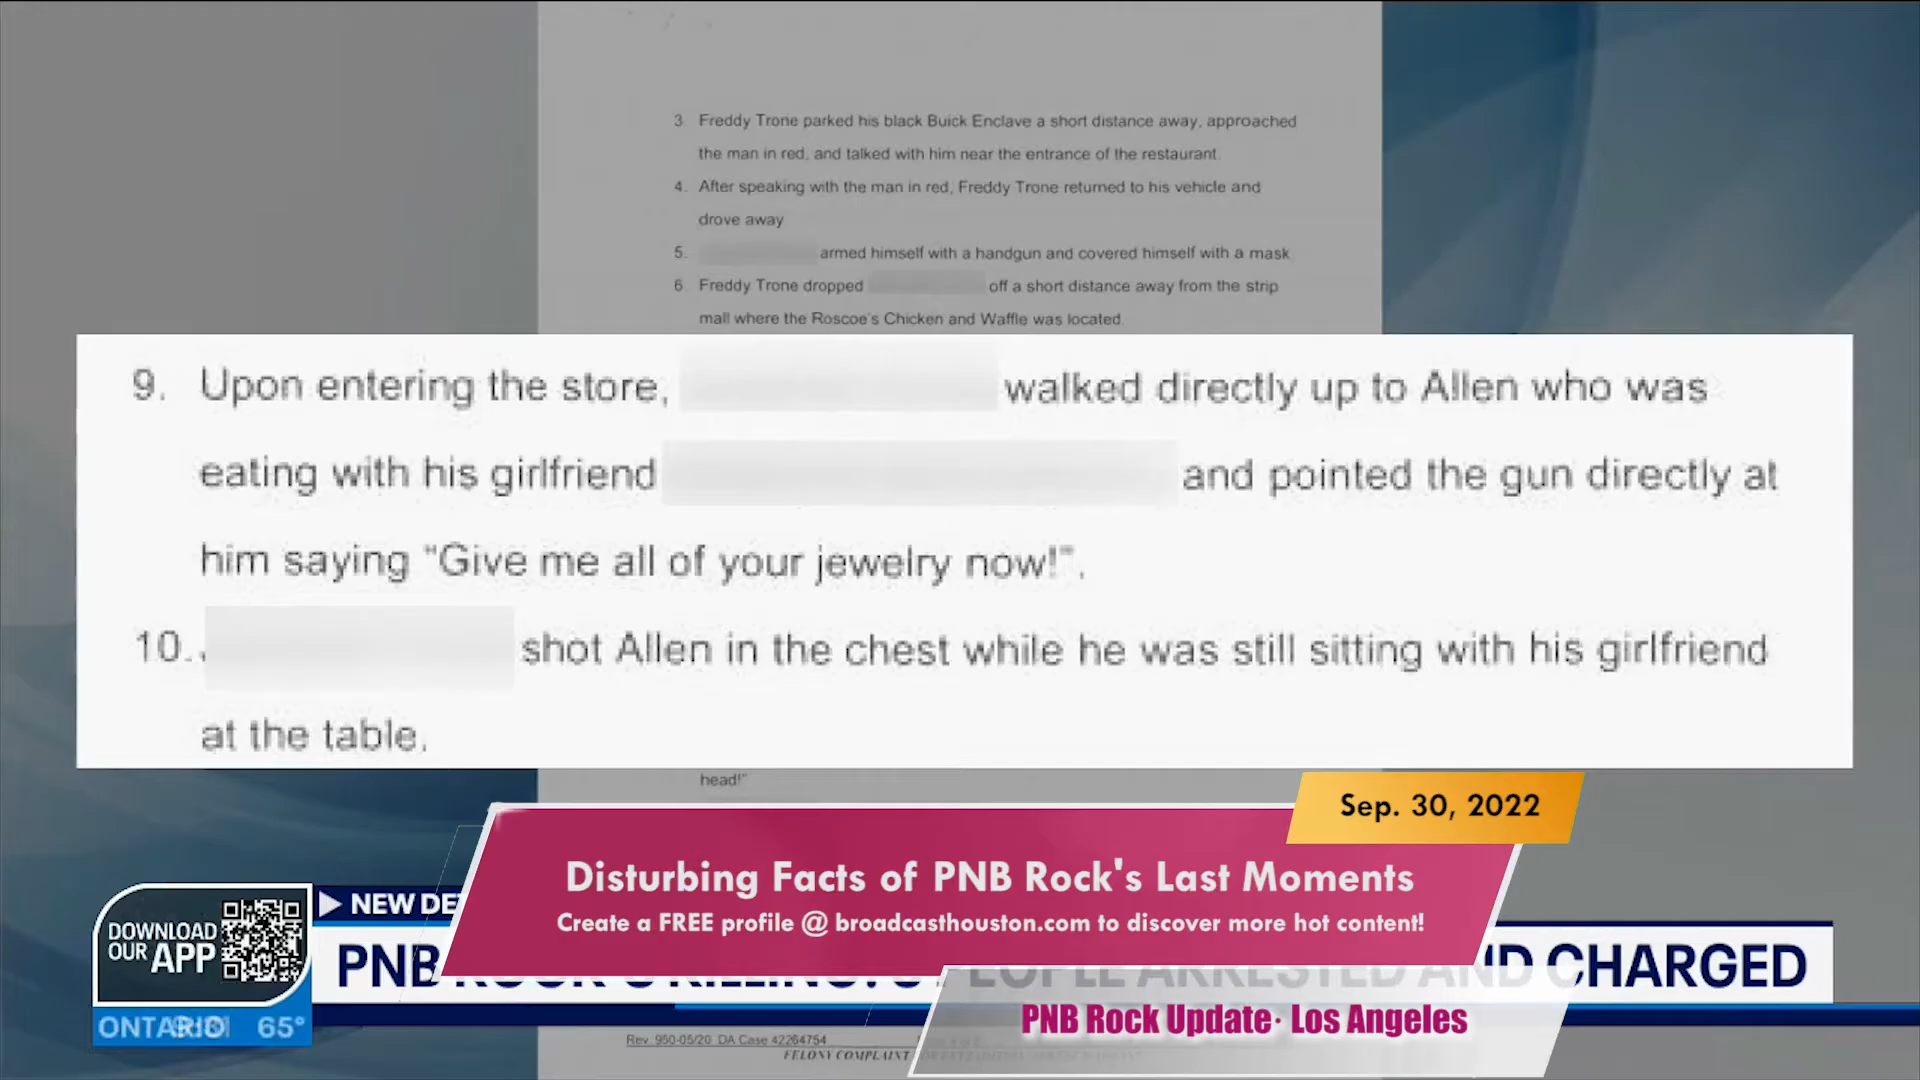 3. Freddy Trone parked his black Buick Enclave a short distance away, approached
the man in red, and talked with him near the entrance of the restaurant.
4. After speaking with the man in red, Freddy Trone returned to his vehicle and
drove away
5. armed himself with a handgun and covered himself with a mask.
6. Freddy Trone dropped off a short distance away from the strip
mall where the Roscoe's Chicken and Waffle was located.
9. Upon entering the store, walked directly up to Allen who was
eating with his girlfriend and pointed the gun directly at
him saying "Give me all of your jewelry now!".
10. shot Allen in the chest while he was still sitting with his girlfriend
at the table.
head!"
Sep. 30, 2022
Disturbing Facts of PNB Rock's Last Moments
Create a FREE profile @ broadcasthouston.com to discover more hot content!
NEW DE
DOWNLOAD
OUR APP
PNB ROCK'S KILLING: 3 PEOPLE ARRESTED AND CHARGED
ONTARIO 65°
PNB Rock Update· Los Angeles
Rev. 950-05/20 DA Case 42264754
FELONY COMPLAINT